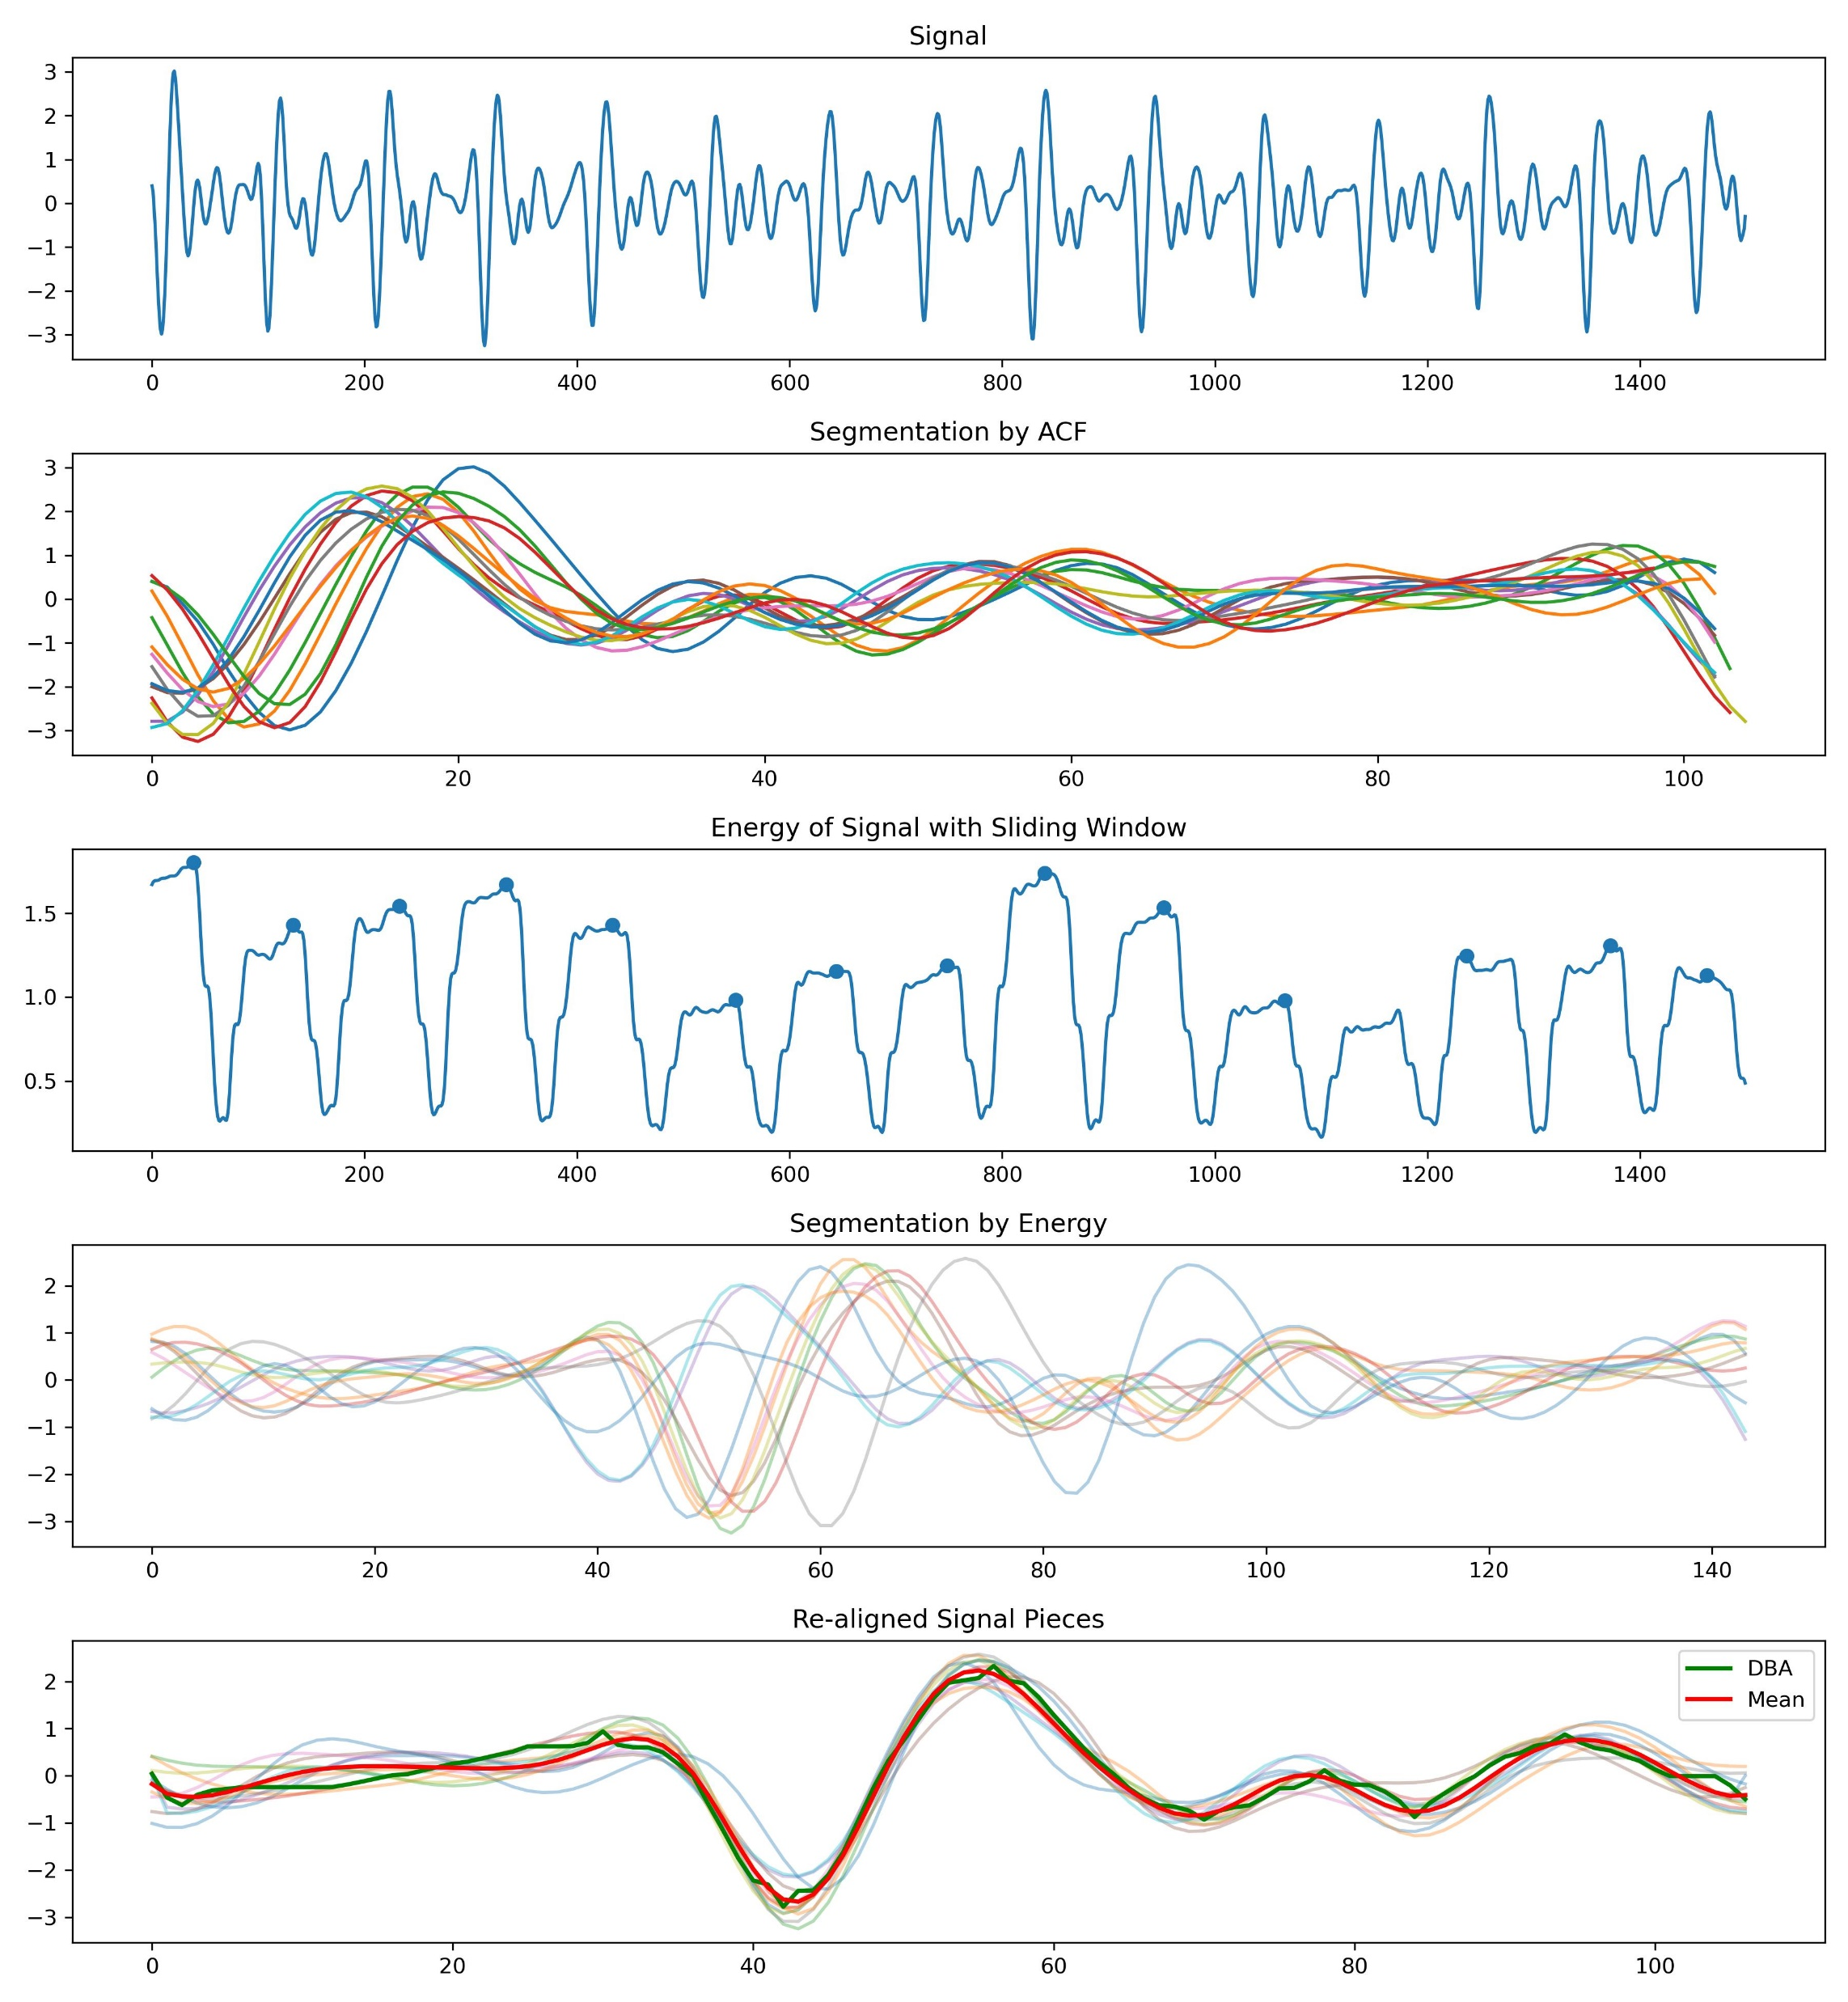 Signal
3
2
1
0
−1
−2
−3
0 200 400 600 800 1000 1200 1400
Segmentation by ACF
3
2
1
0
−1
−2
−3
0 20 40 60 80 100
Energy of Signal with Sliding Window
1.5
1.0
0.5
0 200 400 600 800 1000 1200 1400
Segmentation by Energy
2
1
0
−1
−2
−3
0 20 40 60 80 100 120 140
Re-aligned Signal Pieces
DBA
Mean
2
1
0
−1
−2
−3
0 20 40 60 80 100